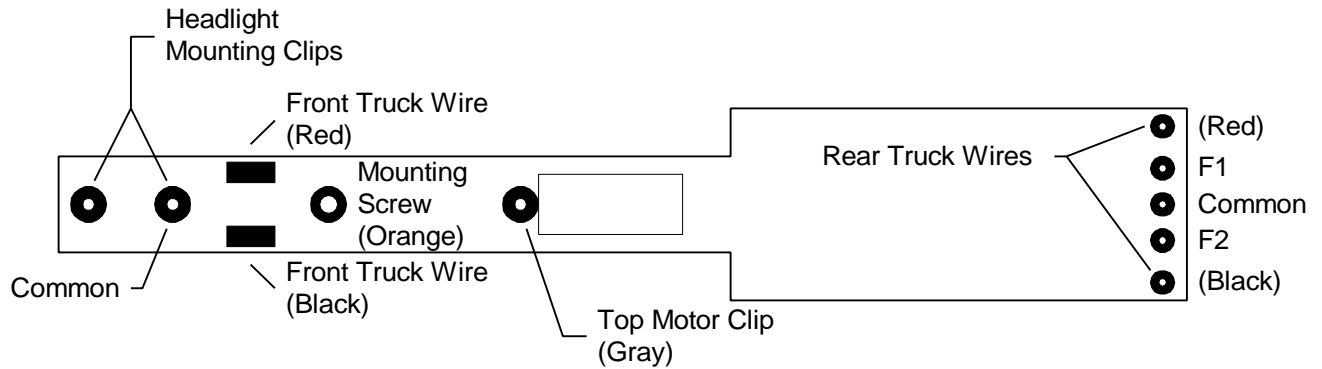 Headlight
Mounting Clips
Front Truck Wire
(Red)
Mounting
Screw
(Orange)
Front Truck Wire
(Black)
Common
Top Motor Clip
(Gray)
Rear Truck Wires
(Red)
F1
Common
F2
(Black)